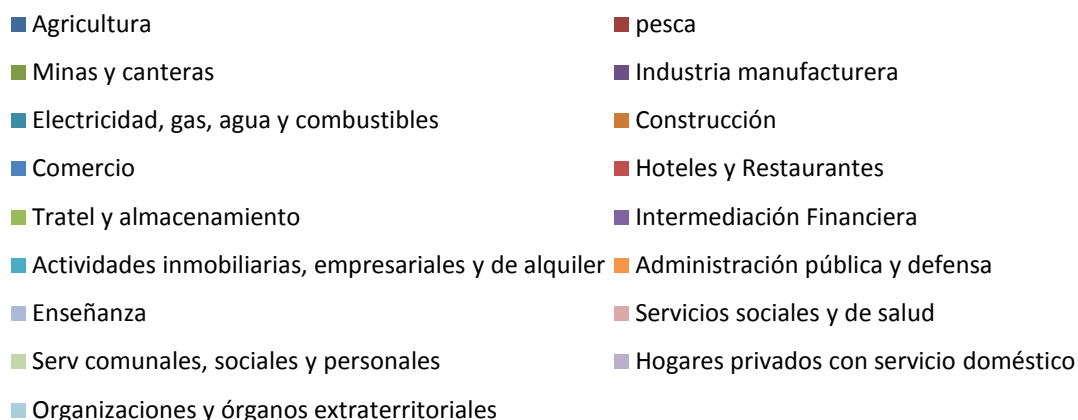 Agricultura
pesca
Minas y canteras
Industria manufacturera
Electricidad, gas, agua y combustibles
Construcción
Comercio
Hoteles y Restaurantes
Tratel y almacenamiento
Intermediación Financiera
Actividades inmobiliarias, empresariales y de alquiler
Administración pública y defensa
Enseñanza
Servicios sociales y de salud
Serv comunales, sociales y personales
Hogares privados con servicio doméstico
Organizaciones y órganos extraterritoriales